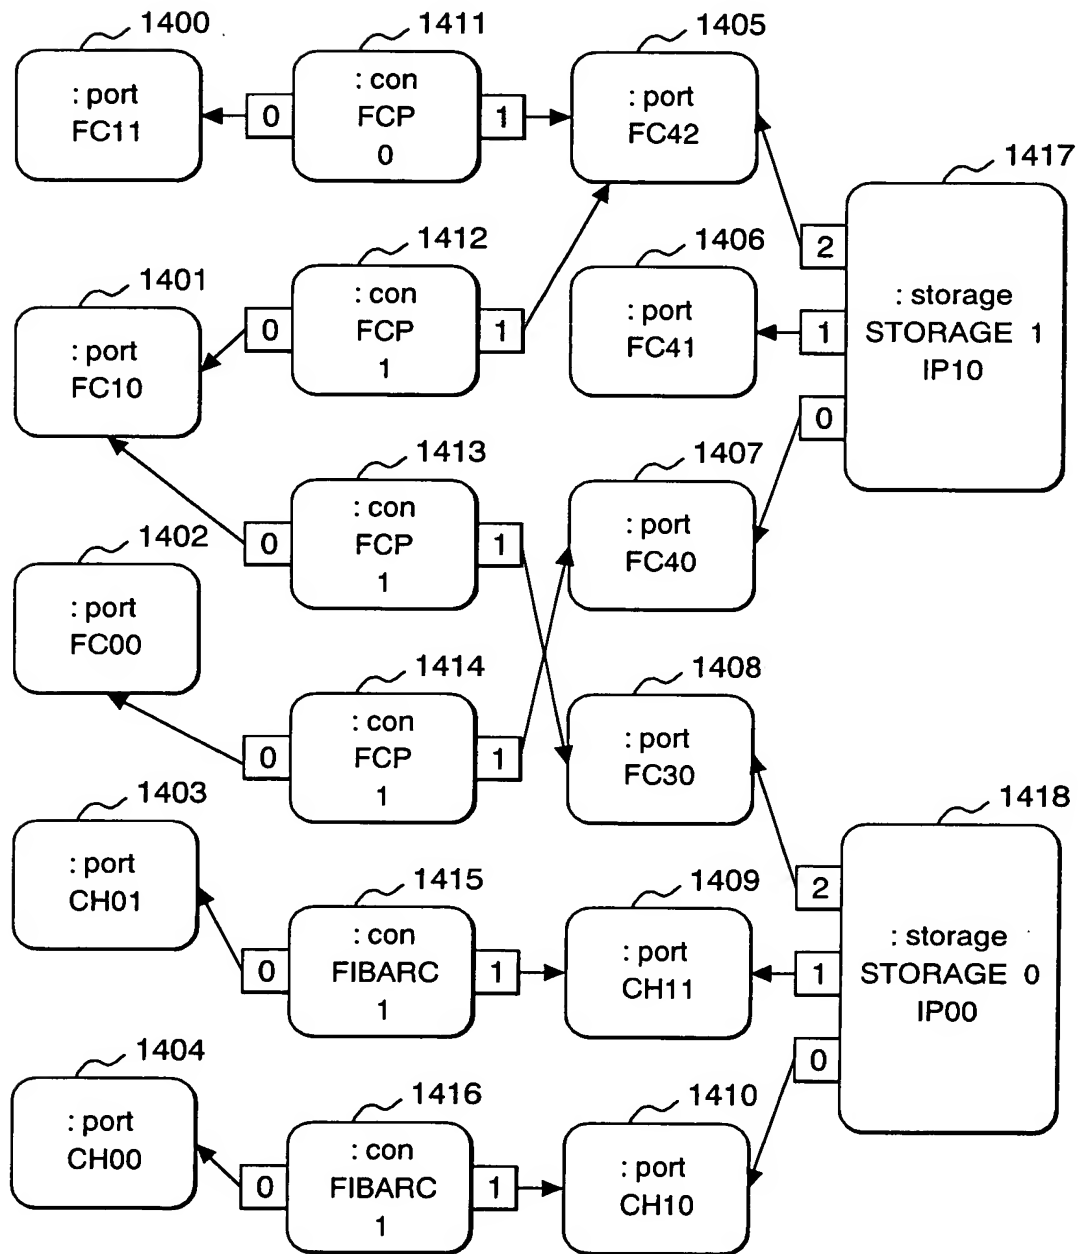 1400
1411
1405
: port
FC11
0
: con
FCP
0
1
: port
FC42
1417
1412
1406
2
1401
0
: con
FCP
1
1
: port
FC41
1
: storage
STORAGE 1
IP10
: port
FC10
0
1413
1407
1402
0
: con
FCP
1
1
: port
FC40
: port
FC00
1414
1408
0
: con
FCP
1
1
: port
FC30
1403
1418
: port
CH01
1415
1409
2
0
: con
FIBARC
1
1
: port
CH11
1
: storage
STORAGE 0
IP00
1404
0
1416
1410
: port
CH00
0
: con
FIBARC
1
1
: port
CH10